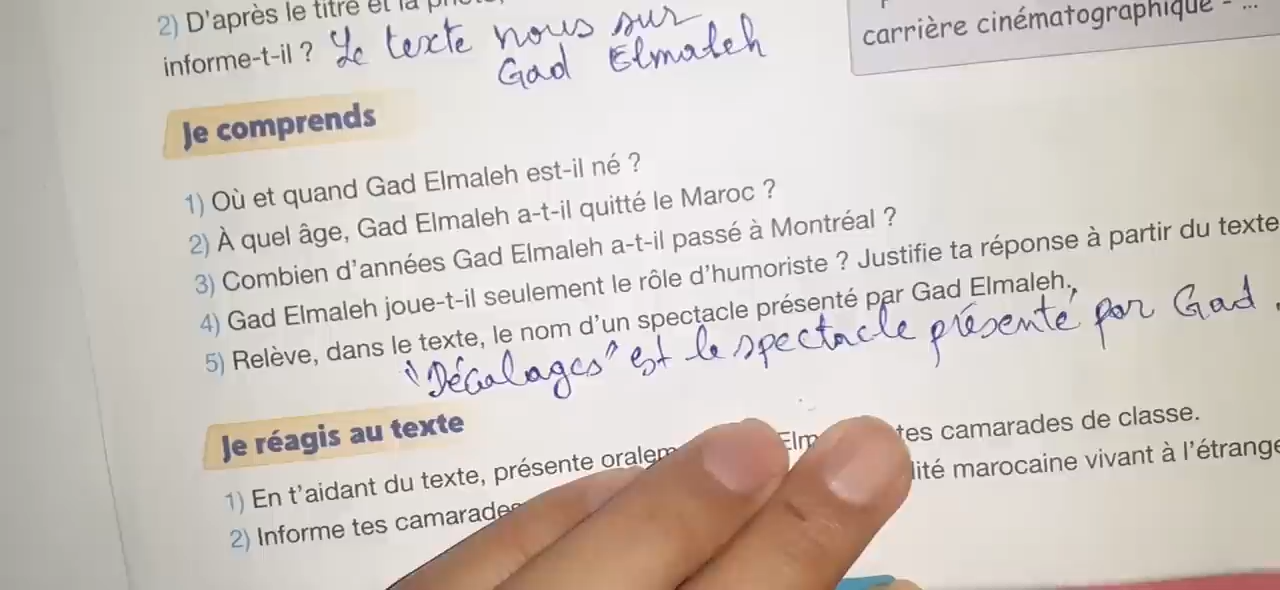 2) D'après le titre et la
carrière cinématographique - ...
informe-t-il ? Le texte nous sur
Gad Elmaleh
Je comprends
1) Où et quand Gad Elmaleh est-il né ?
2) À quel âge, Gad Elmaleh a-t-il quitté le Maroc ?
3) Combien d'années Gad Elmaleh a-t-il passé à Montréal ?
4) Gad Elmaleh joue-t-il seulement le rôle d'humoriste ? Justifie ta réponse à partir du texte
5) Relève, dans le texte, le nom d'un spectacle présenté par Gad Elmaleh.
"Décalages" est le spectacle présenté par Gad
Je réagis au texte
1) En t'aidant du texte, présente tes camarades de classe.
2) Informe tes marocaine vivant à